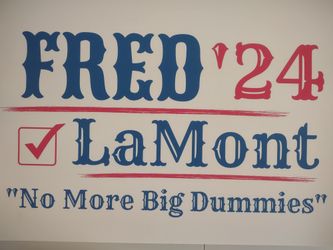 FRED '24
LaMont
"No More Big Dummies"